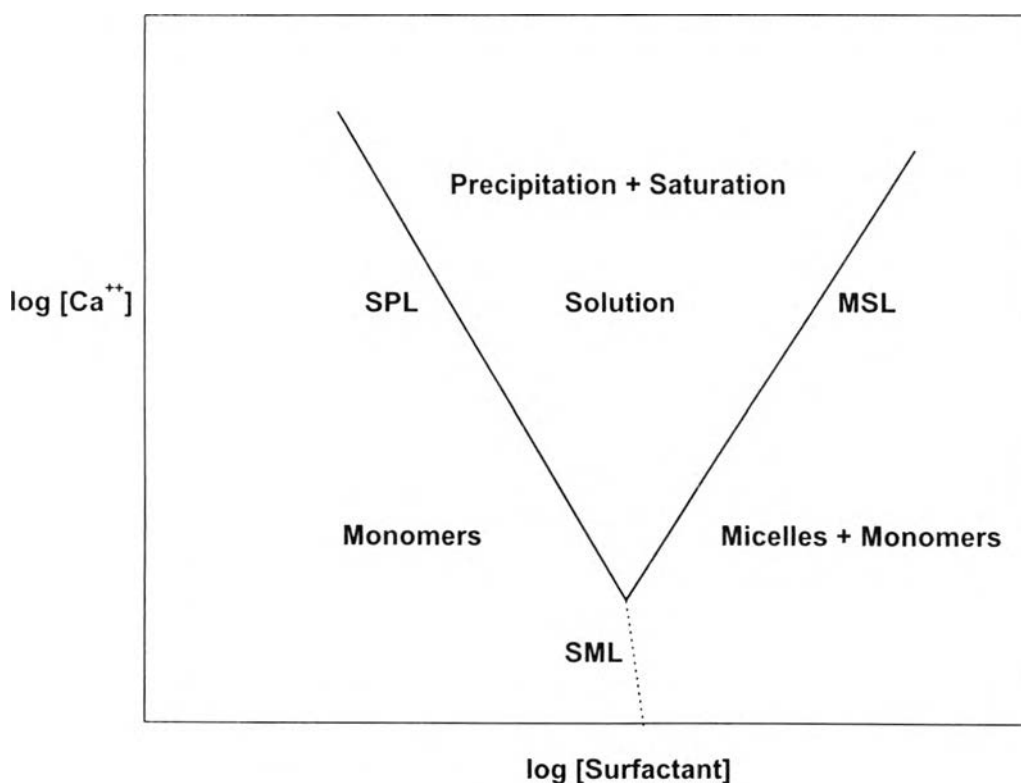 Precipitation + Saturation
log [Ca++]
SPL
Solution
MSL
Monomers
Micelles + Monomers
SML
log [Surfactant]